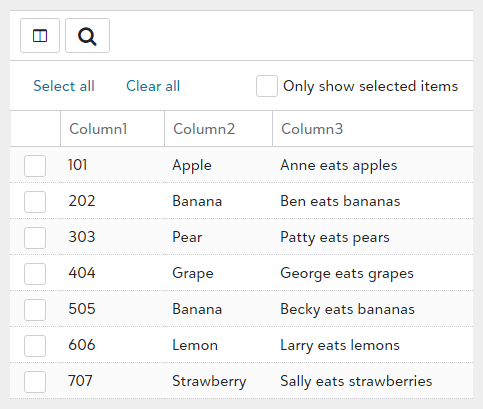 Select all Clear all Only show selected items
Column1 Column2 Column3
101 Apple Anne eats apples
202 Banana Ben eats bananas
303 Pear Patty eats pears
404 Grape George eats grapes
505 Banana Becky eats bananas
606 Lemon Larry eats lemons
707 Strawberry Sally eats strawberries